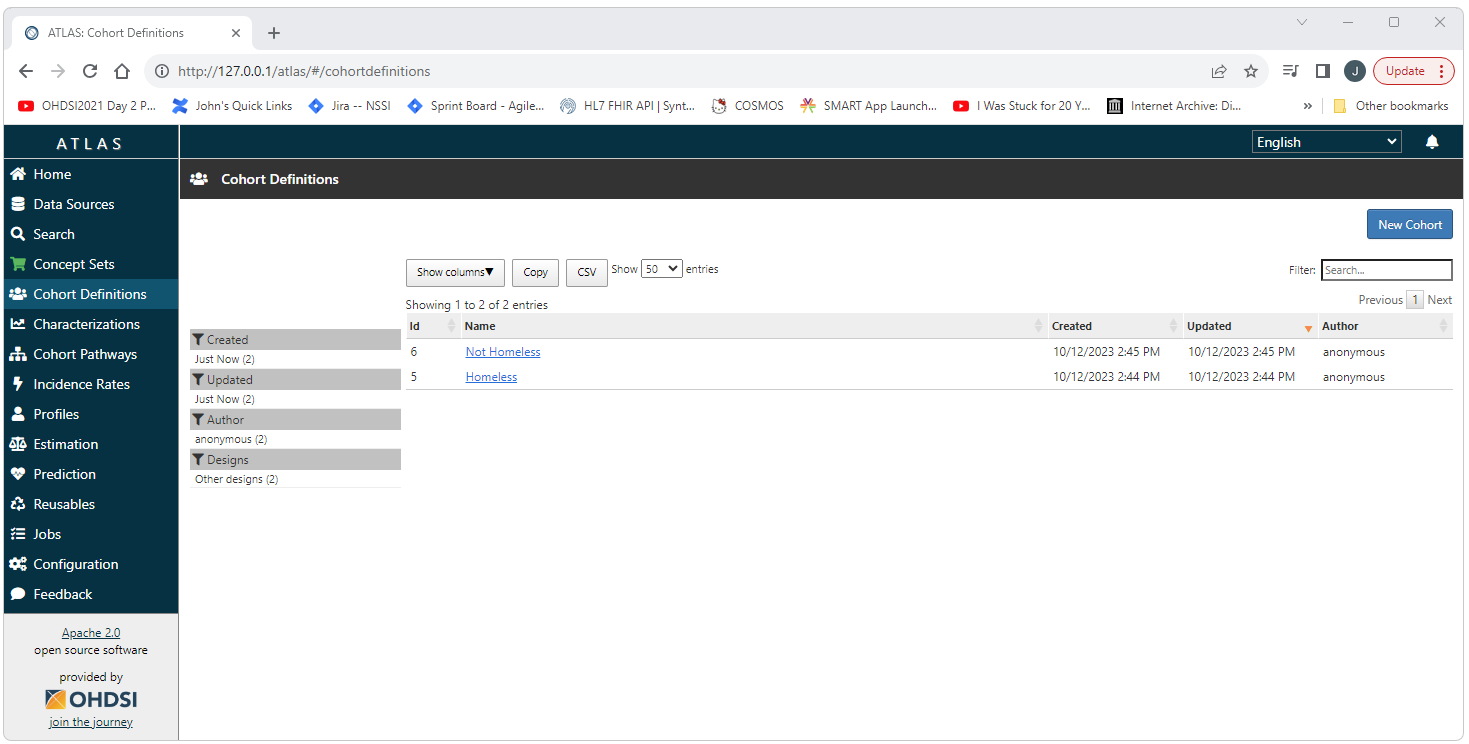 ATLAS: Cohort Definitions
http://127.0.0.1/atlas/#/cohortdefinitions
J
Update
OHDSI2021 Day 2 P...
John's Quick Links
Jira -- NSSI
Sprint Board - Agile...
HL7 FHIR API | Synt...
COSMOS
SMART App Launch...
I Was Stuck for 20 Y...
Internet Archive: Di...
»
Other bookmarks
ATLAS
English
Home
Data Sources
Search
Concept Sets
Cohort Definitions
Characterizations
Cohort Pathways
Incidence Rates
Profiles
Estimation
Prediction
Reusables
Jobs
Configuration
Feedback
Apache 2.0
open source software
provided by
OHDSI
join the journey
Cohort Definitions
New Cohort
Show columns▼ Copy CSV Show 50 entries
Filter: Search...
Showing 1 to 2 of 2 entries
Previous 1 Next
Created
Just Now (2)
Updated
Just Now (2)
Author
anonymous (2)
Designs
Other designs (2)
Id Name Created Updated Author
6 Not Homeless 10/12/2023 2:45 PM 10/12/2023 2:45 PM anonymous
5 Homeless 10/12/2023 2:44 PM 10/12/2023 2:44 PM anonymous